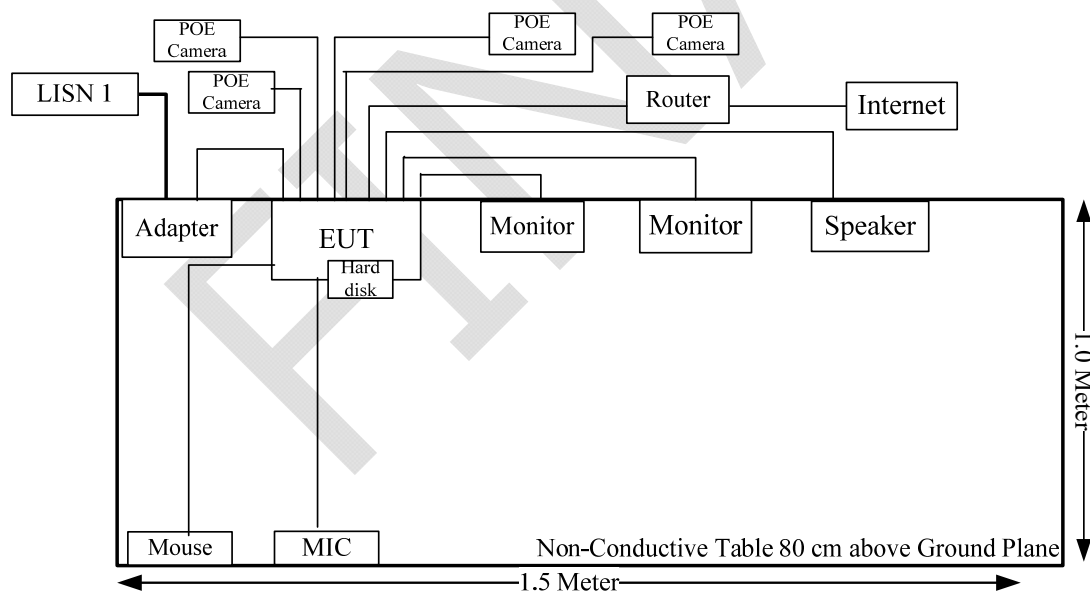 POE
Camera
POE
Camera
POE
Camera
POE
Camera
LISN 1
Router
Internet
Adapter
EUT
Hard
disk
Monitor
Monitor
Speaker
1.0 Meter
Mouse
MIC
Non-Conductive Table 80 cm above Ground Plane
1.5 Meter